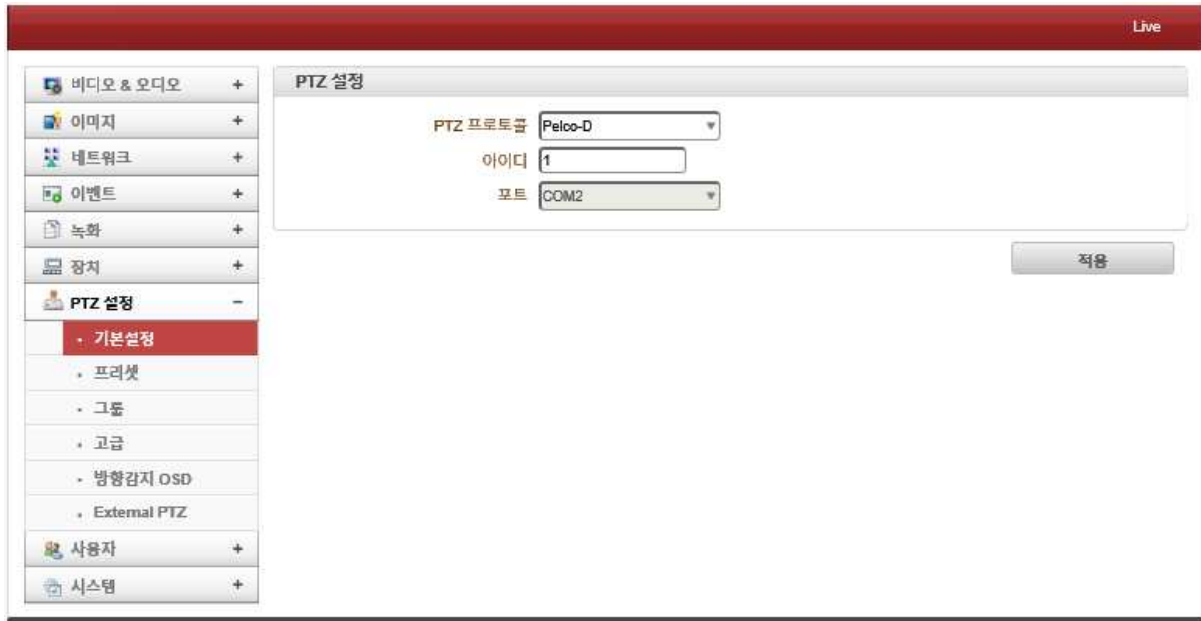 Live
비디오 & 오디오 +
이미지 +
네트워크 +
이벤트 +
녹화 +
장치 +
PTZ 설정 -
• 기본설정
• 프리셋
• 그룹
• 고급
• 방향감지 OSD
• External PTZ
사용자 +
시스템 +
PTZ 설정
PTZ 프로토콜 Pelco-D
아이디 1
포트 COM2
적용